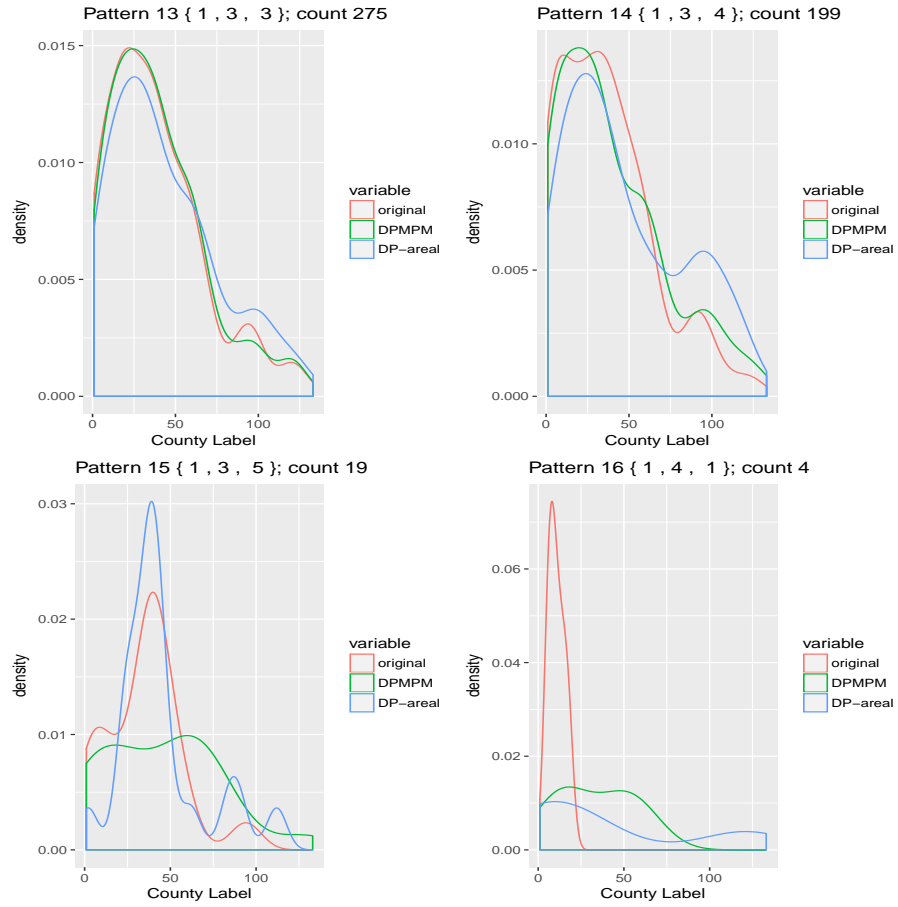 Pattern 13 { 1 , 3 , 3 }; count 275
0.015
0.010
0.005
0.000
density
0 50 100
County Label
variable
original
DPMPM
DP−areal
Pattern 14 { 1 , 3 , 4 }; count 199
0.010
0.005
0.000
density
0 50 100
County Label
variable
original
DPMPM
DP−areal
Pattern 15 { 1 , 3 , 5 }; count 19
0.03
0.02
0.01
0.00
density
0 50 100
County Label
variable
original
DPMPM
DP−areal
Pattern 16 { 1 , 4 , 1 }; count 4
0.06
0.04
0.02
0.00
density
0 50 100
County Label
variable
original
DPMPM
DP−areal